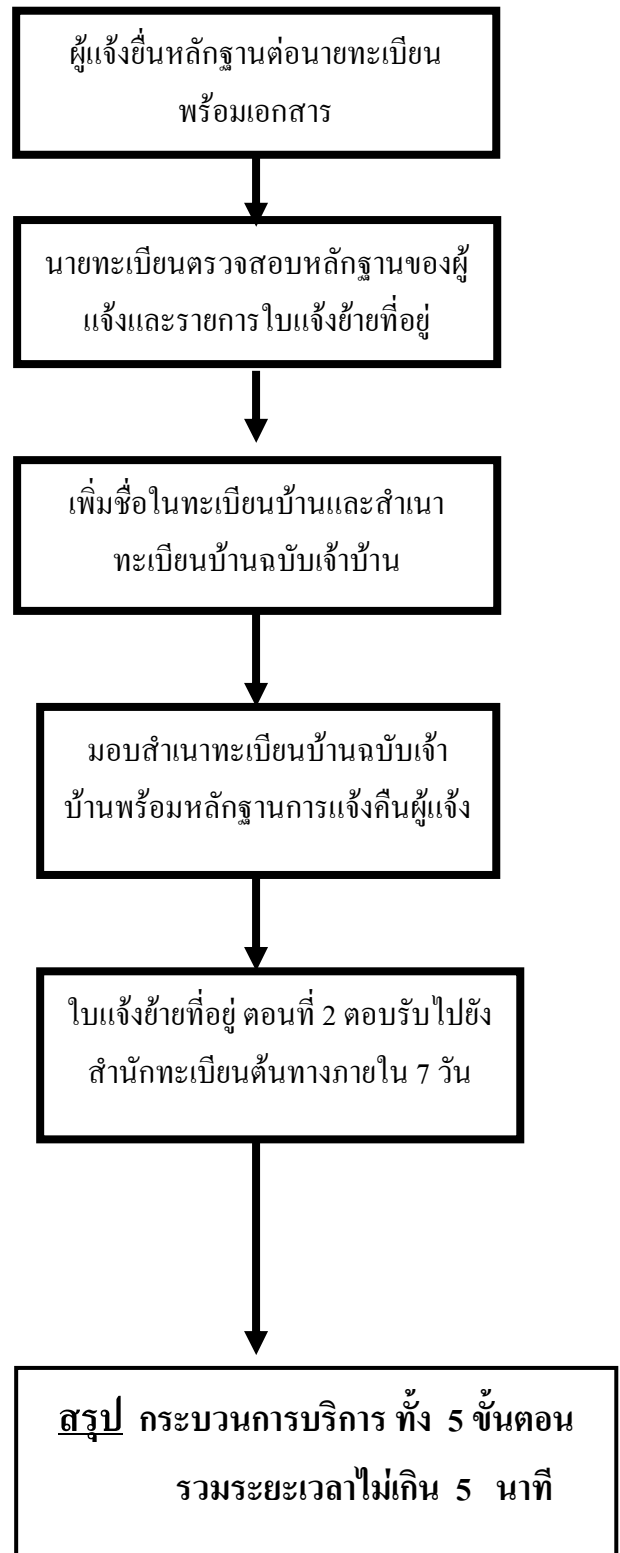 ผู้แจ้งยื่นหลักฐานต่อนายทะเบียน
พร้อมเอกสาร
นายทะเบียนตรวจสอบหลักฐานของผู้
แจ้งและรายการใบแจ้งย้ายที่อยู่
เพิ่มชื่อในทะเบียนบ้านและสำเนา
ทะเบียนบ้านฉบับเจ้าบ้าน
มอบสำเนาทะเบียนบ้านฉบับเจ้า
บ้านพร้อมหลักฐานการแจ้งคืนผู้แจ้ง
ใบแจ้งย้ายที่อยู่ ตอนที่ 2 ตอบรับไปยัง
สำนักทะเบียนต้นทางภายใน 7 วัน
สรุป กระบวนการบริการ ทั้ง 5 ขั้นตอน
รวมระยะเวลาไม่เกิน 5 นาที